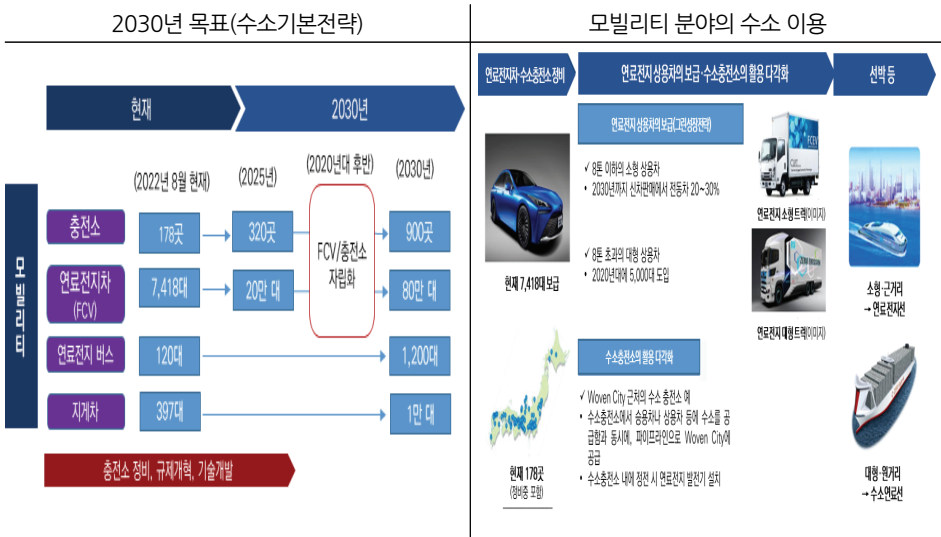 2030년 목표(수소기본전략)
현재
2030년
(2022년 8월 현재)
(2025년)
(2020년대 후반)
(2030년)
모빌리티
충전소
178곳
320곳
FCV/충전소
자립화
900곳
연료전지차
(FCV)
7,418대
20만 대
80만 대
연료전지 버스
120대
1,200대
지게차
397대
1만 대
충전소 정비, 규제개혁, 기술개발
모빌리티 분야의 수소 이용
연료전지차·수소충전소 정비
연료전지 상용차의 보급·수소충전소의 활용 다각화
선박 등
현재 7,418대 보급
연료전지 상용차의 보급(그린성장전략)
✓ 8톤 이하의 소형 상용차
• 2030년까지 신차판매에서 전동차 20~30%
연료전지 소형 트럭(이미지)
✓ 8톤 초과의 대형 상용차
• 2020년대에 5,000대 도입
연료전지 대형 트럭(이미지)
소형·근거리
→ 연료전지선
현재 178곳
(정비중 포함)
수소충전소의 활용 다각화
✓ Woven City 근처의 수소 충전소 예
• 수소충전소에서 승용차나 상용차 등에 수소를 공
급함과 동시에, 파이프라인으로 Woven City에
공급
• 수소충전소 내에 정전 시 연료전지 발전기 설치
대형·원거리
→ 수소연료선